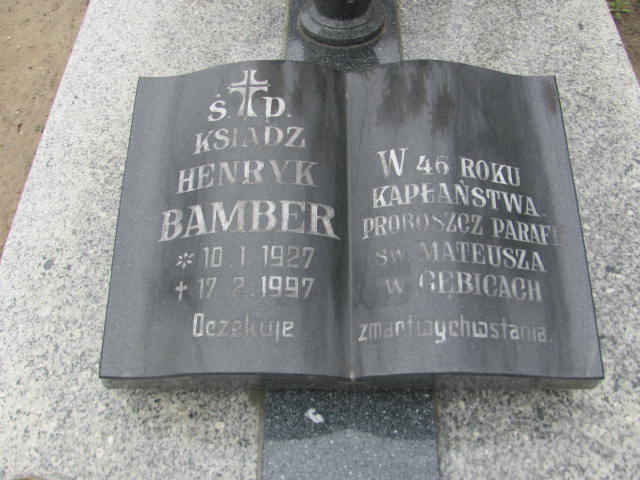 Ś. P.
KSIĄDZ
HENRYK
BAMBER
* 10 1 1927
† 17 2. 1997
Oczekuje
W 46 ROKU
KAPŁAŃSTWA.
PROBOSZCZ PARAFI
ŚW. MATEUSZA
W GĘBICACH
zmartwychwstania.